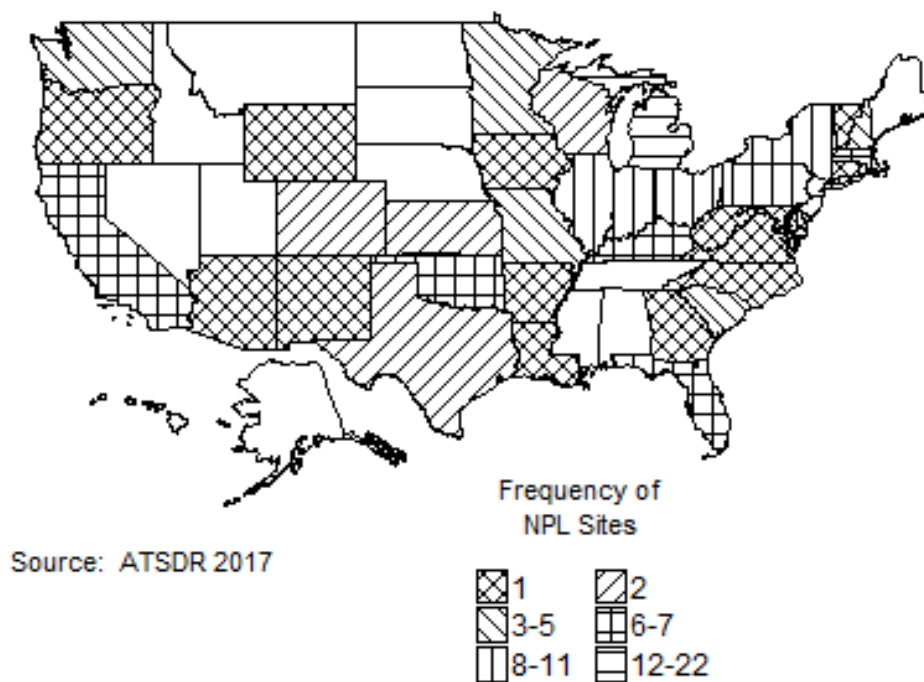 Frequency of
NPL Sites
Source: ATSDR 2017
1 2
3-5 6-7
8-11 12-22